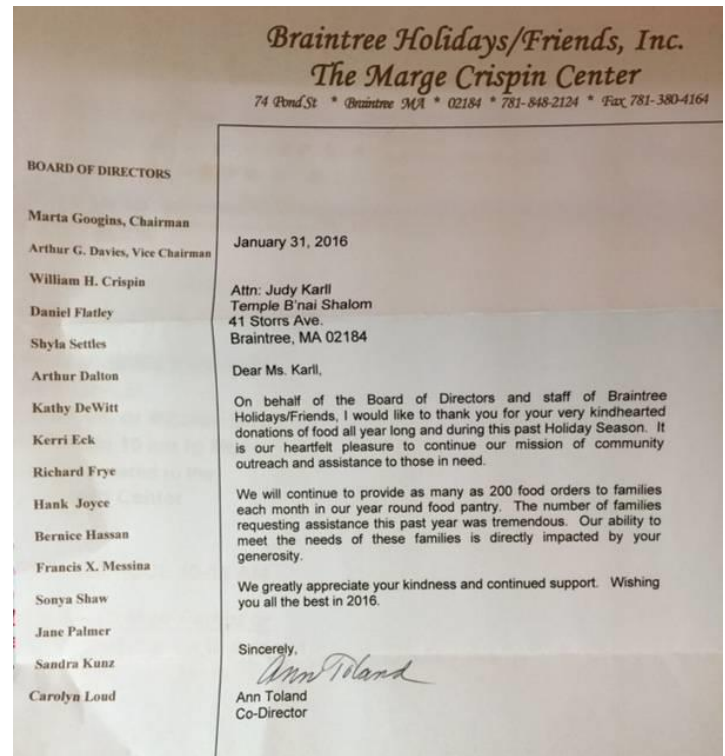 Braintree Holidays/Friends, Inc.
The Marge Crispin Center
74 Pond St * Braintree MA * 02184 * 781-848-2124 * Fax 781-380-4164
BOARD OF DIRECTORS
Marta Googins, Chairman
Arthur G. Davies, Vice Chairman
William H. Crispin
Daniel Flatley
Shyla Settles
Arthur Dalton
Kathy DeWitt
Kerri Eck
Richard Frye
Hank Joyce
Bernice Hassan
Francis X. Messina
Sonya Shaw
Jane Palmer
Sandra Kunz
Carolyn Loud
January 31, 2016
Attn: Judy Karll
Temple B'nai Shalom
41 Storrs Ave.
Braintree, MA 02184
Dear Ms. Karll,
On behalf of the Board of Directors and staff of Braintree
Holidays/Friends, I would like to thank you for your very kindhearted
donations of food all year long and during this past Holiday Season. It
is our heartfelt pleasure to continue our mission of community
outreach and assistance to those in need.
We will continue to provide as many as 200 food orders to families
each month in our year round food pantry. The number of families
requesting assistance this past year was tremendous. Our ability to
meet the needs of these families is directly impacted by your
generosity.
We greatly appreciate your kindness and continued support. Wishing
you all the best in 2016.
Sincerely,
Ann Toland
Ann Toland
Co-Director